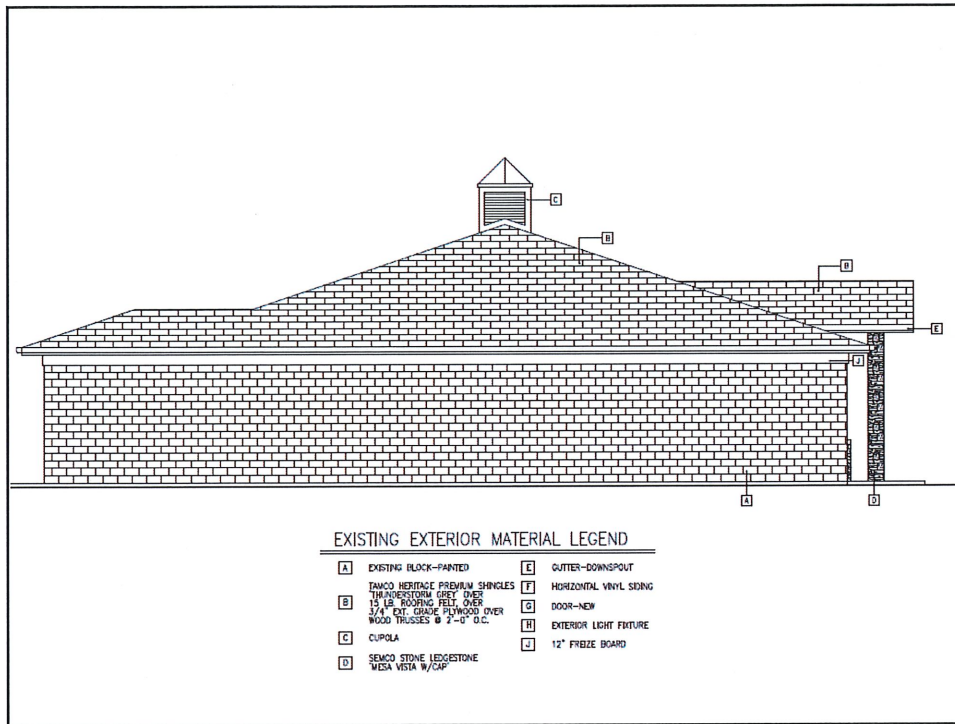 C
B
B
E
J
A
D
EXISTING EXTERIOR MATERIAL LEGEND
A EXISTING BLOCK-PAINTED
B TAMCO HERITAGE PREMIUM SHINGLES
'THUNDERSTORM GREY' OVER
15 LB. ROOFING FELT, OVER
3/4" EXT. GRADE PLYWOOD OVER
WOOD TRUSSES @ 2'-0" O.C.
C CUPOLA
D SEMCO STONE LEDGESTONE
'MESA VISTA W/CAP'
E GUTTER-DOWNSPOUT
F HORIZONTAL VINYL SIDING
G DOOR-NEW
H EXTERIOR LIGHT FIXTURE
J 12" FREIZE BOARD